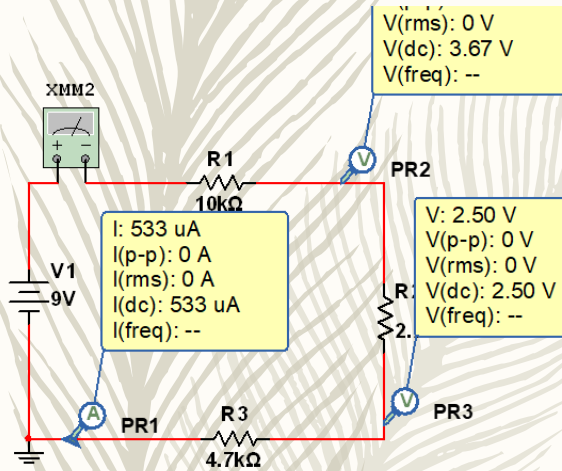 V(rms): 0 V
V(dc): 3.67 V
V(freq): --
XMM2
+ -
R1
V
PR2
10kΩ
I: 533 uA
I(p-p): 0 A
I(rms): 0 A
I(dc): 533 uA
I(freq): --
V: 2.50 V
V(p-p): 0 V
V(rms): 0 V
V(dc): 2.50 V
V(freq): --
V1
9V
2.
A
PR1
R3
V
PR3
4.7kΩ